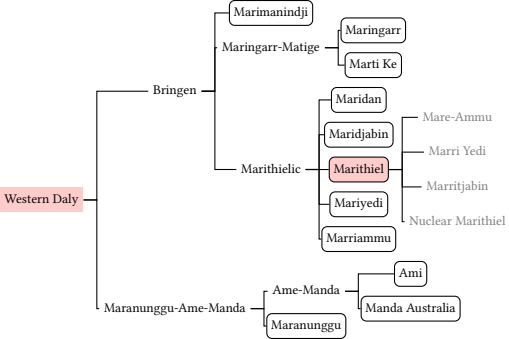 Marimanindji
Maringarr
Maringarr-Matige
Marti Ke
Bringen
Maridan
Mare-Ammu
Maridjabin
Marri Yedi
Marithielic
Marithiel
Marritjabin
Western Daly
Mariyedi
Nuclear Marithiel
Marriammu
Ami
Ame-Manda
Maranunggu-Ame-Manda
Manda Australia
Maranunggu